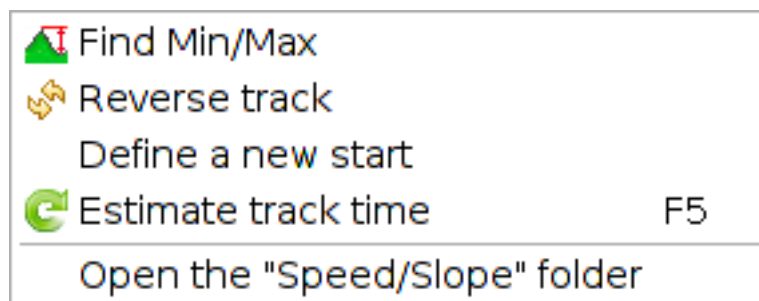 Find Min/Max
Reverse track
Define a new start
Estimate track time F5
Open the "Speed/Slope" folder